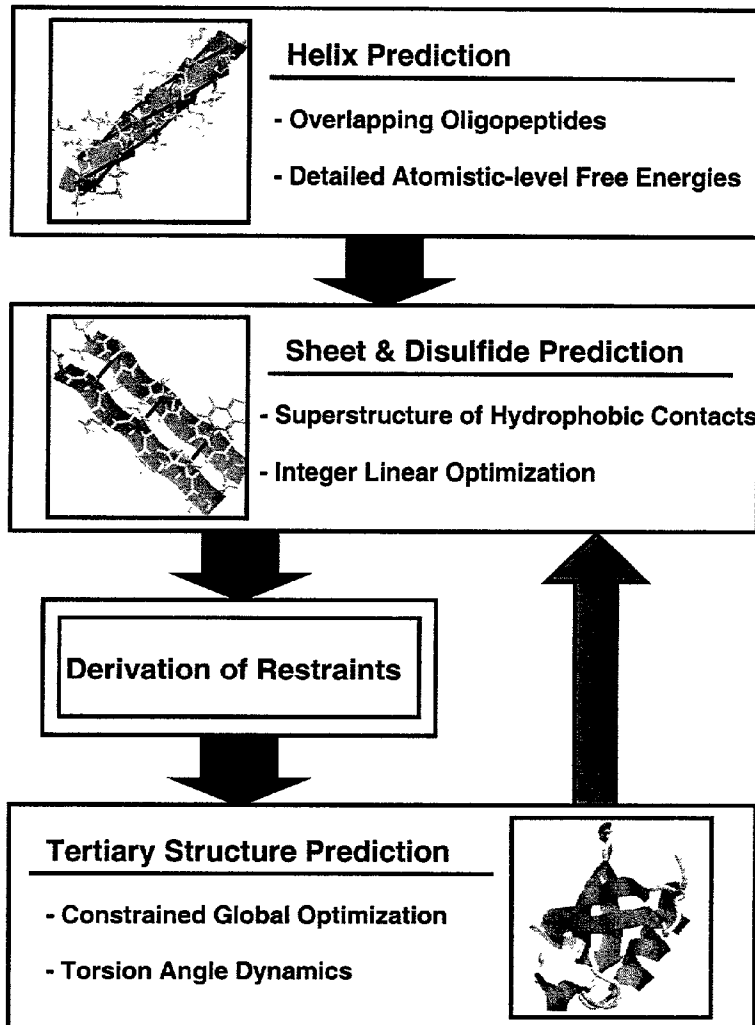 Helix Prediction
- Overlapping Oligopeptides
- Detailed Atomistic-level Free Energies
Sheet & Disulfide Prediction
- Superstructure of Hydrophobic Contacts
- Integer Linear Optimization
Derivation of Restraints
Tertiary Structure Prediction
- Constrained Global Optimization
- Torsion Angle Dynamics